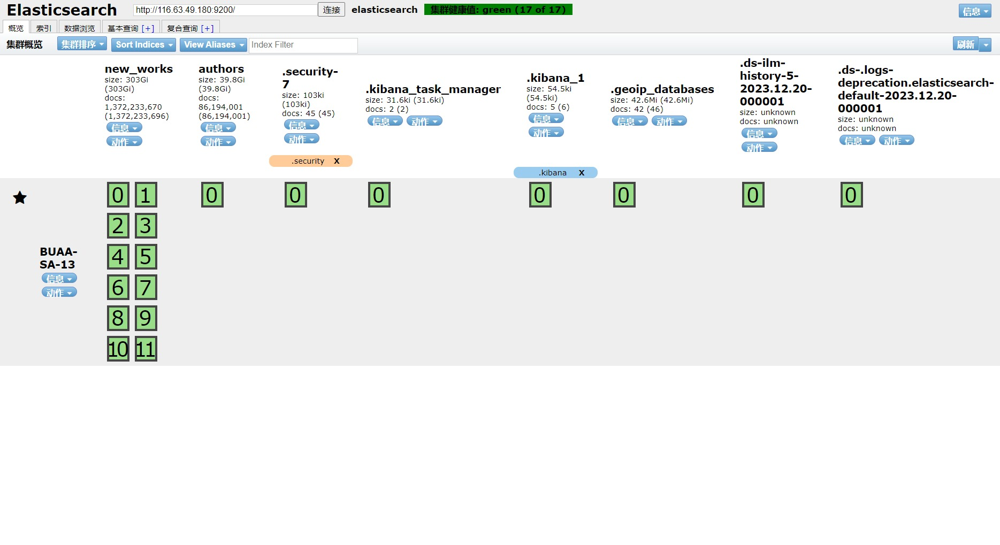 Elasticsearch
http://116.63.49.180:9200/
连接
elasticsearch
集群健康值: green (17 of 17)
信息
概览
索引
数据浏览
基本查询 [+]
复合查询 [+]
集群概览
集群排序
Sort Indices
View Aliases
Index Filter
刷新
new_works
size: 303Gi
(303Gi)
docs:
1,372,233,670
(1,372,233,696)
信息
动作
authors
size: 39.8Gi
(39.8Gi)
docs:
86,194,001
(86,194,001)
信息
动作
.security-
7
size: 103ki
(103ki)
docs: 45 (45)
信息
动作
.kibana_task_manager
size: 31.6ki (31.6ki)
docs: 2 (2)
信息
动作
.kibana_1
size: 54.5ki
(54.5ki)
docs: 5 (6)
信息
动作
.geoip_databases
size: 42.6Mi (42.6Mi)
docs: 42 (46)
信息
动作
.ds-ilm-
history-5-
2023.12.20-
000001
size: unknown
docs: unknown
信息
动作
.ds-.logs-
deprecation.elasticsearch-
default-2023.12.20-
000001
size: unknown
docs: unknown
信息
动作
.security X
.kibana X
BUAA-
SA-13
信息
动作
0 1 0 0 0 0 0 0 0
2 3
4 5
6 7
8 9
10 11